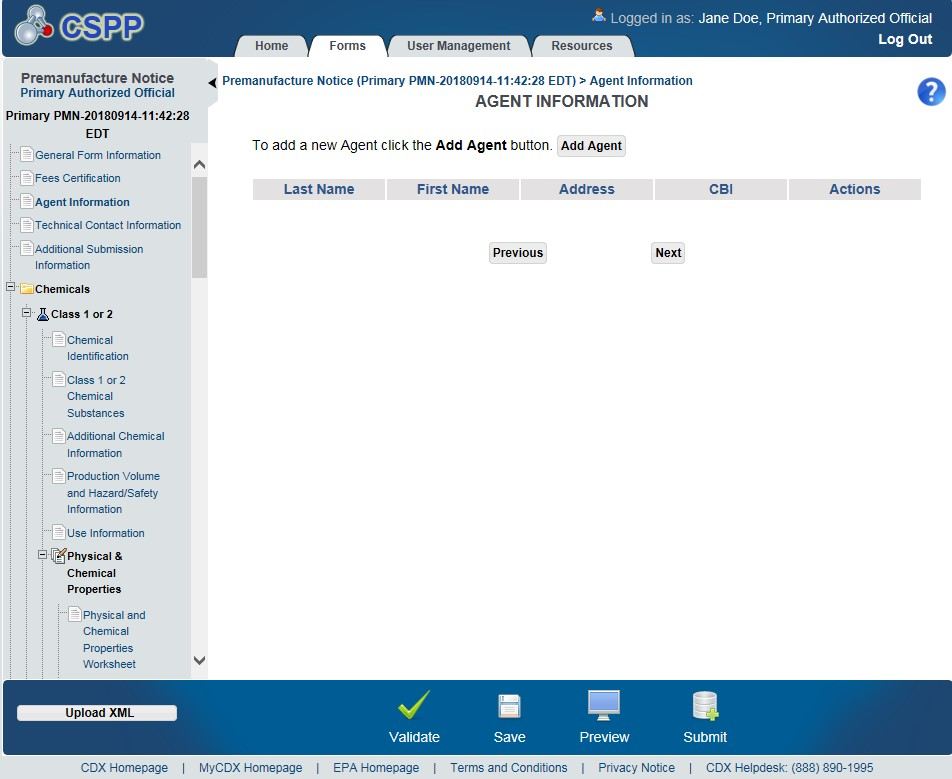 CSPP
Logged in as: Jane Doe, Primary Authorized Official
Log Out
Home
Forms
User Management
Resources
Premanufacture Notice
Primary Authorized Official
Primary PMN-20180914-11:42:28
EDT
General Form Information
Fees Certification
Agent Information
Technical Contact Information
Additional Submission
Information
Chemicals
Class 1 or 2
Chemical
Identification
Class 1 or 2
Chemical
Substances
Additional Chemical
Information
Production Volume
and Hazard/Safety
Information
Use Information
Physical &
Chemical
Properties
Physical and
Chemical
Properties
Worksheet
Premanufacture Notice (Primary PMN-20180914-11:42:28 EDT) > Agent Information
?
AGENT INFORMATION
To add a new Agent click the Add Agent button. Add Agent
Last Name
First Name
Address
CBI
Actions
Previous
Next
Upload XML
Validate
Save
Preview
Submit
CDX Homepage | MyCDX Homepage | EPA Homepage | Terms and Conditions | Privacy Notice | CDX Helpdesk: (888) 890-1995